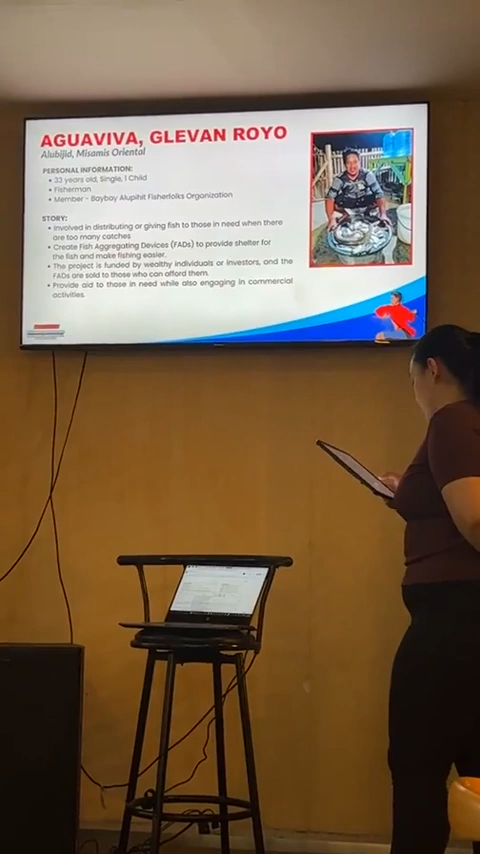 AGUAVIVA, GLEVAN ROYO
Alubijid, Misamis Oriental
PERSONAL INFORMATION:
• 33 years old, Single, 1 Child
• Fisherman
• Member - Baybay Alupihit Fisherfolks Organization
STORY:
• Involved in distributing or giving fish to those in need when there
are too many catches
• Create Fish Aggregating Devices (FADs) to provide shelter for
the fish and make fishing easier.
• The project is funded by wealthy individuals or investors, and the
FADs are sold to those who can afford them.
• Provide aid to those in need while also engaging in commercial
activities.